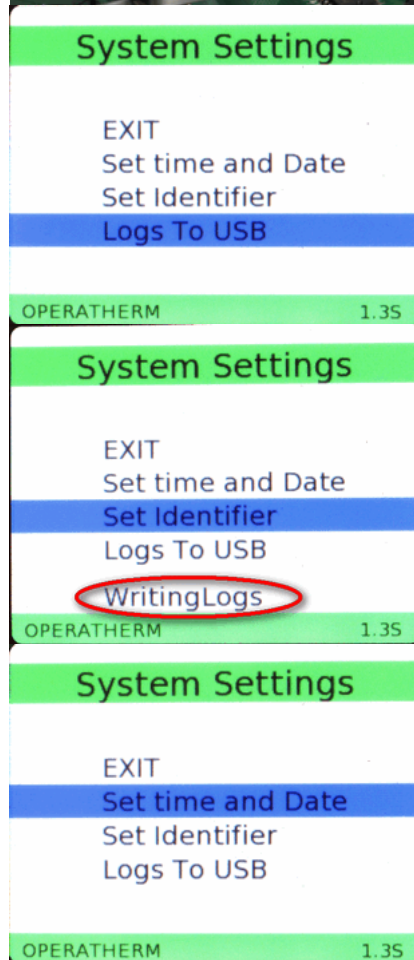 System Settings
EXIT
Set time and Date
Set Identifier
Logs To USB
OPERATHERM 1.3S
System Settings
EXIT
Set time and Date
Set Identifier
Logs To USB
WritingLogs
OPERATHERM 1.3S
System Settings
EXIT
Set time and Date
Set Identifier
Logs To USB
OPERATHERM 1.3S